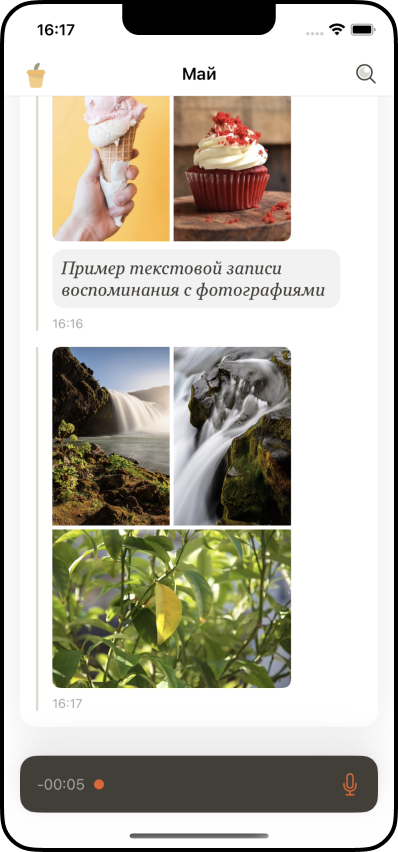 16:17
Май
Пример текстовой записи
воспоминания с фотографиями
16:16
16:17
-00:05